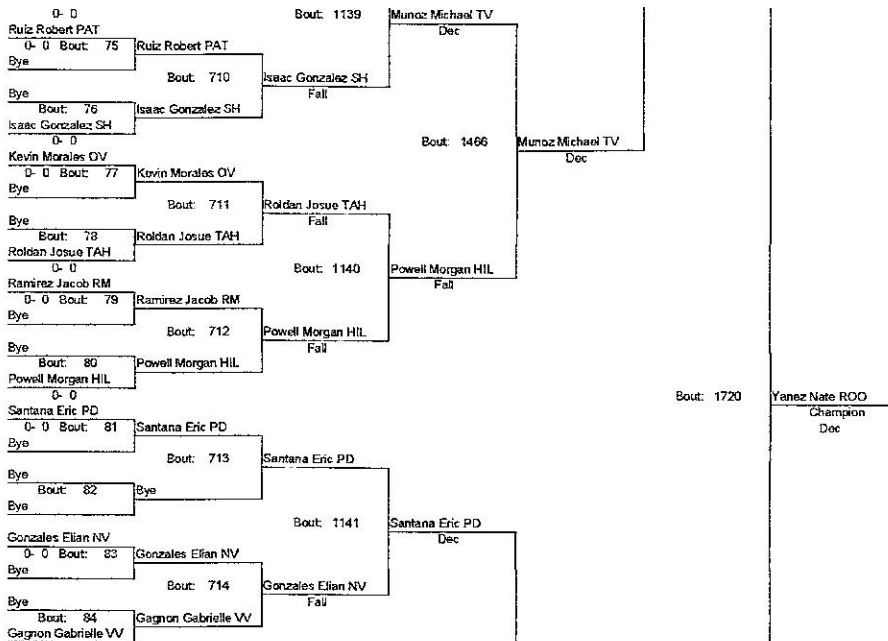 0- 0
Bout: 1139 Munoz Michael TV
Ruiz Robert PAT
Dec
0- 0 Bout: 75 Ruiz Robert PAT
Bye
Bout: 710 Isaac Gonzalez SH
Bye
Fall
Bout: 76 Isaac Gonzalez SH
Isaac Gonzalez SH
0- 0
Bout: 1466 Munoz Michael TV
Kevin Morales OV
Dec
0- 0 Bout: 77 Kevin Morales OV
Bye
Bout: 711 Roldan Josue TAH
Bye
Fall
Bout: 78 Roldan Josue TAH
Roldan Josue TAH
0- 0
Bout: 1140 Powell Morgan HIL
Ramirez Jacob RM
Fall
0- 0 Bout: 79 Ramirez Jacob RM
Bye
Bout: 712 Powell Morgan HIL
Bye
Fall
Bout: 80 Powell Morgan HIL
Powell Morgan HIL
0- 0
Bout: 1720 Yanez Nate ROO
Santana Eric PD
Champion
0- 0 Bout: 81 Santana Eric PD
Dec
Bye
Bout: 713 Santana Eric PD
Bye
Bout: 82 Bye
Bye
Bout: 1141 Santana Eric PD
Gonzales Elian NV
Dec
0- 0 Bout: 83 Gonzales Elian NV
Bye
Bout: 714 Gonzales Elian NV
Bye
Fall
Bout: 84 Gagnon Gabrielle VV
Gagnon Gabrielle VV